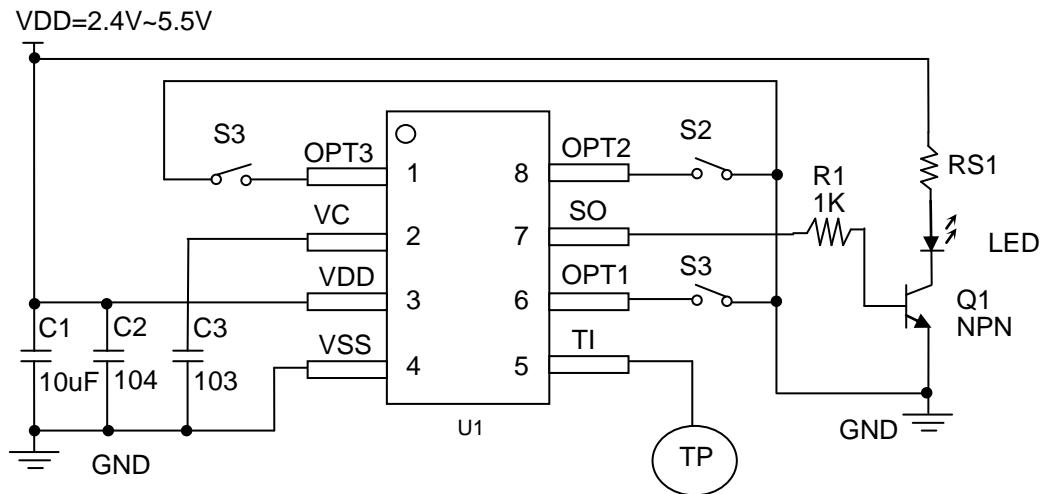 VDD=2.4V~5.5V
S3
OPT3
1
8
OPT2
S2
R1
1K
RS1
VC
2
7
SO
LED
VDD
3
6
OPT1
S3
Q1
NPN
C1
C2
C3
10uF
104
103
VSS
4
5
TI
U1
TP
GND
GND